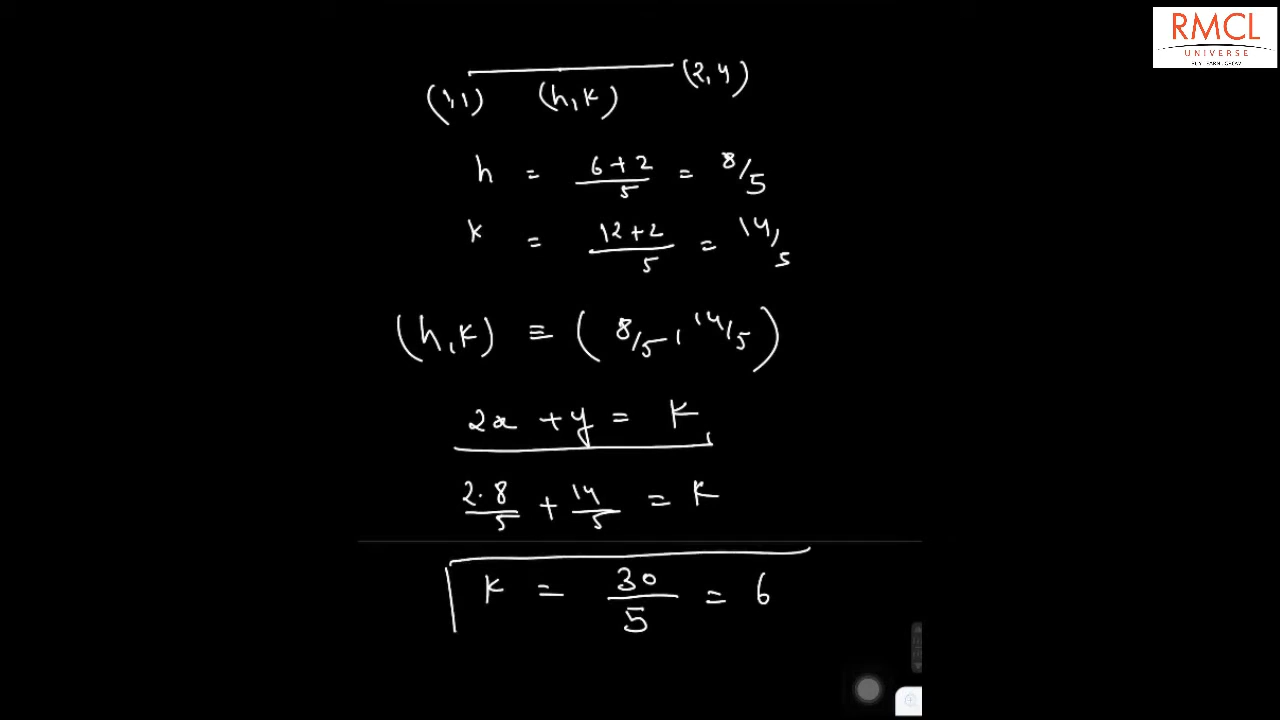 RMCL
UNIVERSE
(1,1) (h,k) (2,4)
h = 6+2/5 = 8/5
k = 12+2/5 = 14/5
(h,k) ≡ (8/5, 14/5)
2x + y = K
2·8/5 + 14/5 = K
K = 30/5 = 6